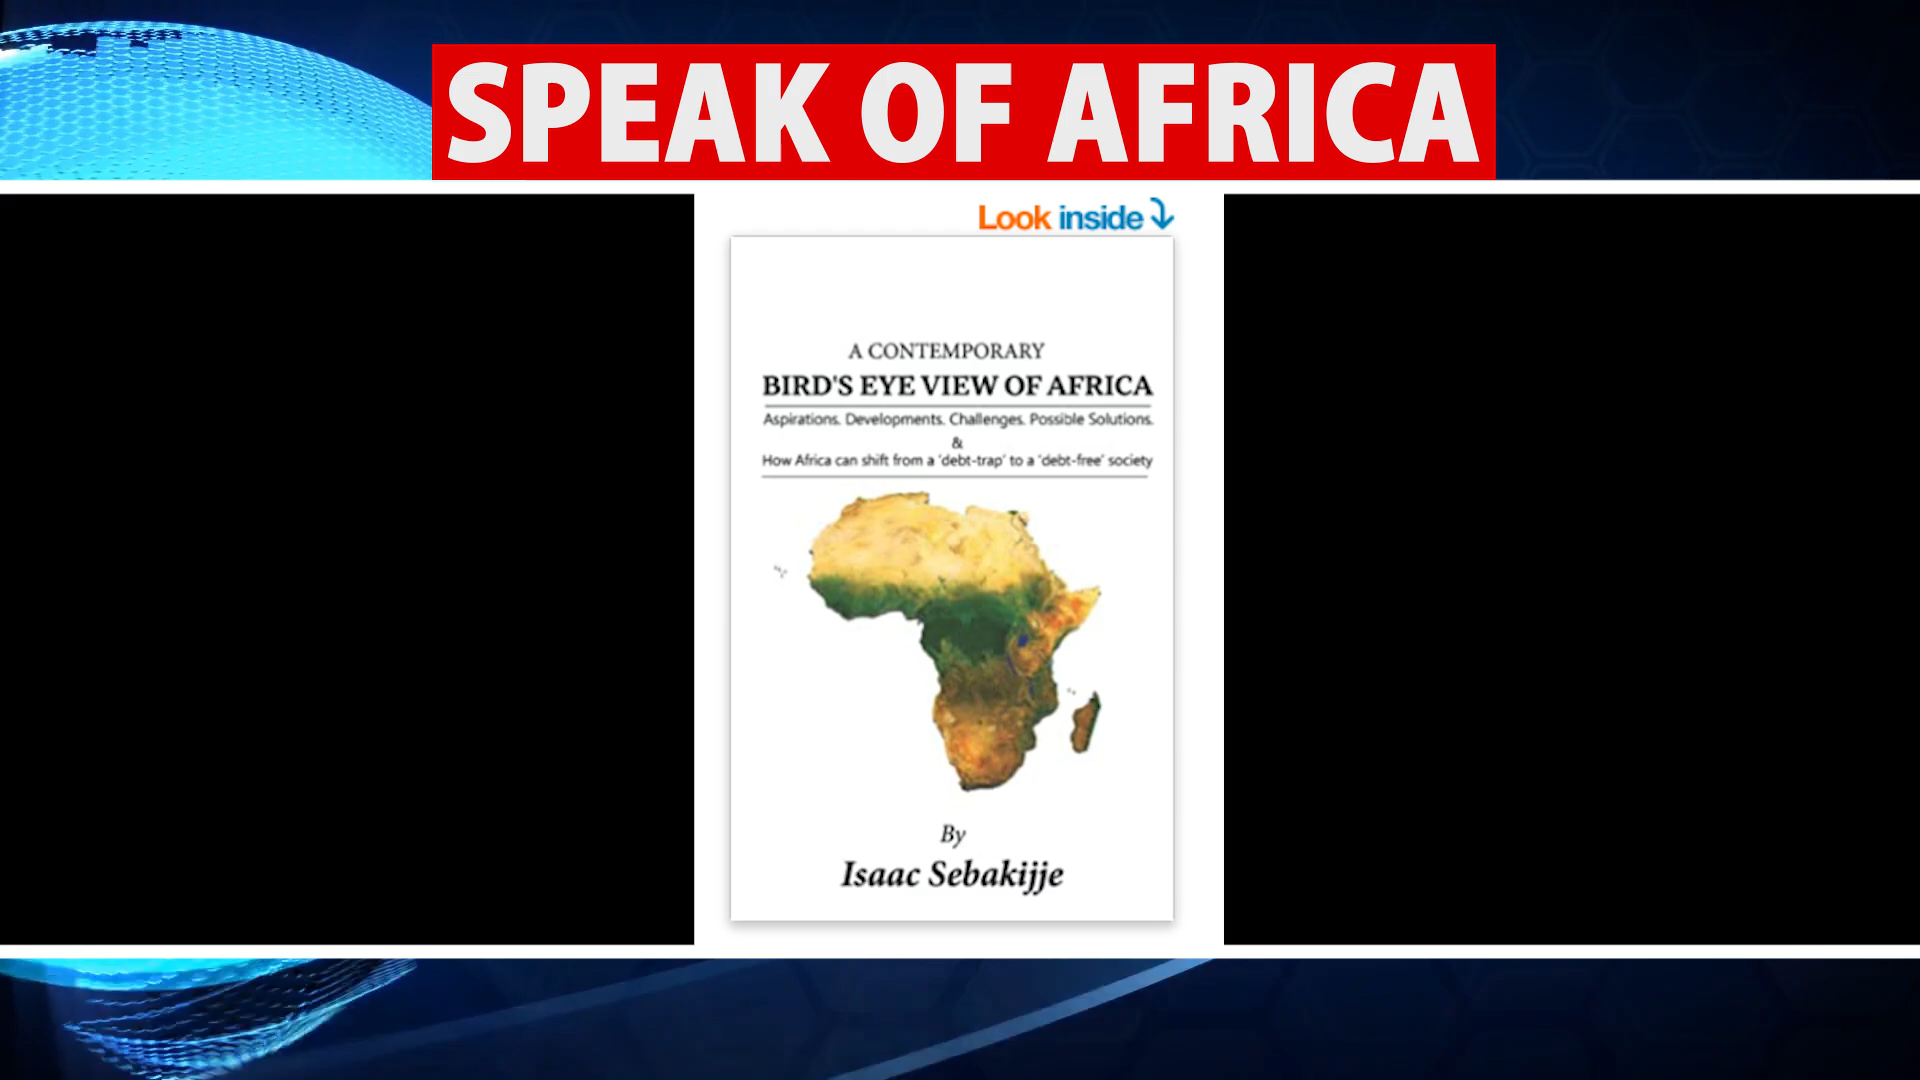 SPEAK OF AFRICA
Look inside
A CONTEMPORARY
BIRD'S EYE VIEW OF AFRICA
Aspirations. Developments. Challenges. Possible Solutions.
&
How Africa can shift from a 'debt-trap' to a 'debt-free' society
By
Isaac Sebakijje